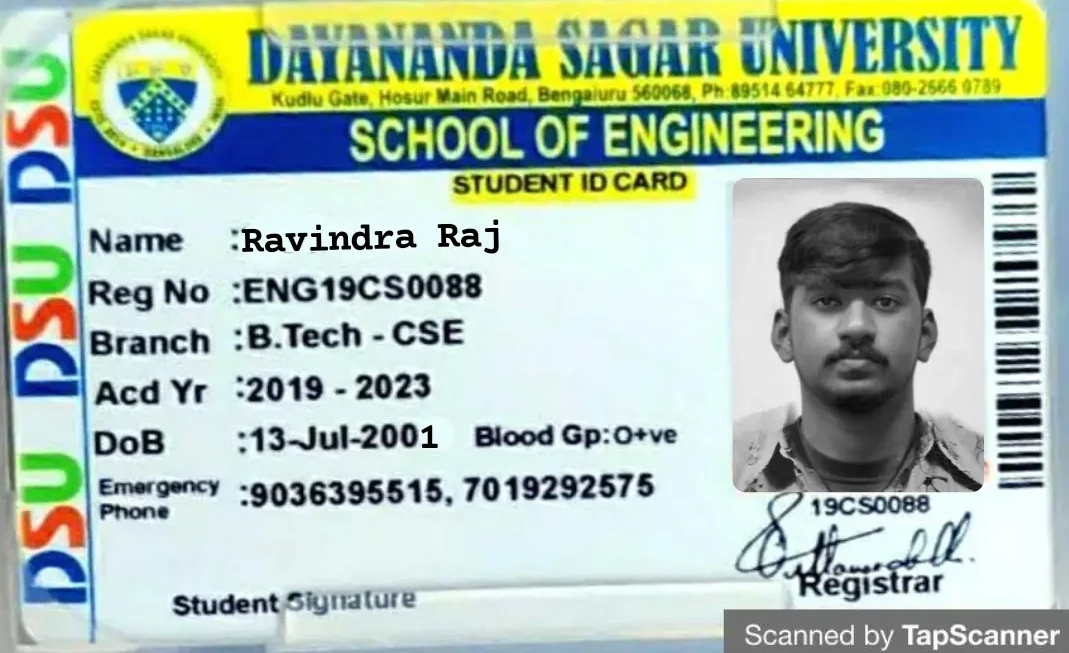 DSU DSU DSU
DAYANANDA SAGAR UNIVERSITY
Kudlu Gate, Hosur Main Road, Bengaluru 560068, Ph:89514 64777, Fax:080-2566 0789
SCHOOL OF ENGINEERING
STUDENT ID CARD
Name :Ravindra Raj
Reg No :ENG19CS0088
Branch :B.Tech - CSE
Acd Yr :2019 - 2023
DoB :13-Jul-2001 Blood Gp:O+ve
Emergency Phone :9036395515, 7019292575
19CS0088
Registrar
Student Signature
Scanned by TapScanner